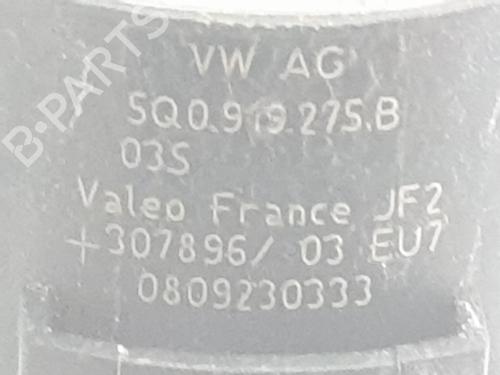 B-PARTS
VW AG
5Q0.919.275.B
03S
Valeo France JF2
+307896/ 03 EU7
0809230333